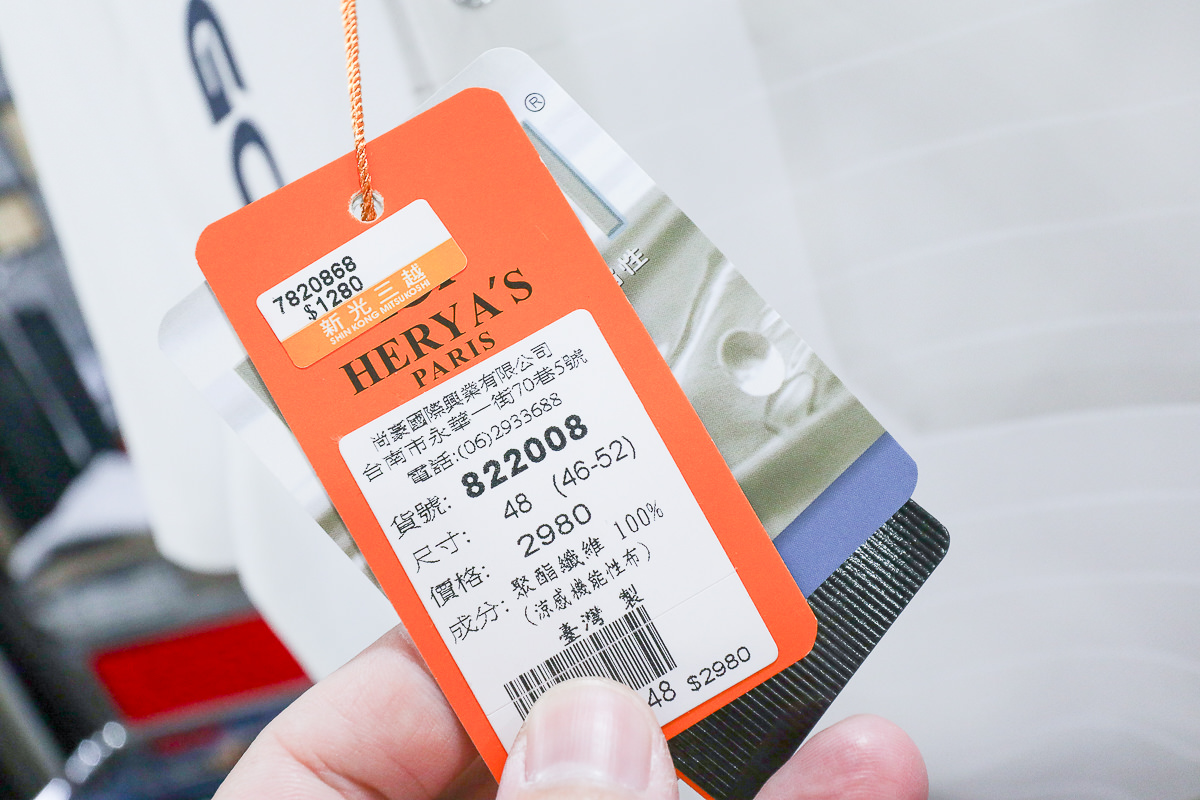 GO
®
性
7820868
$1280
新光三越
SHIN KONG MITSUKOSHI
HERYA'S
PARIS
尚豪國際興業有限公司
台南市永華一街70巷5號
電話:(06)2933688
貨號: 822008
尺寸: 48 (46-52)
價格: 2980
成分: 聚酯纖維 100%
(涼感機能性布)
臺灣 製
48 $2980